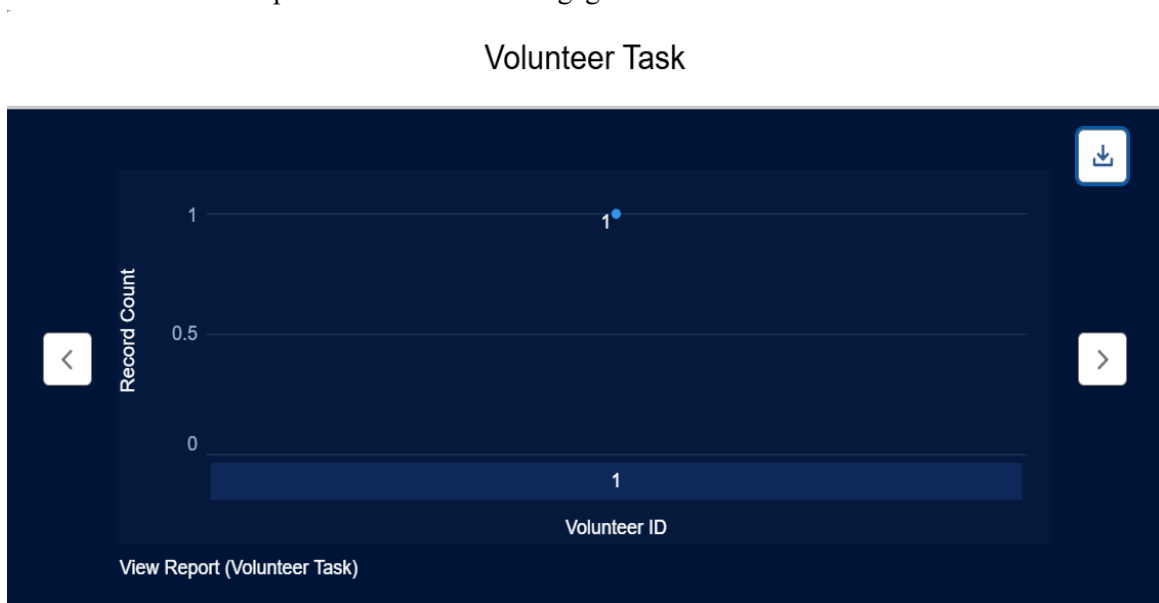 Volunteer Task
1
1
Record Count
0.5
0
1
Volunteer ID
View Report (Volunteer Task)